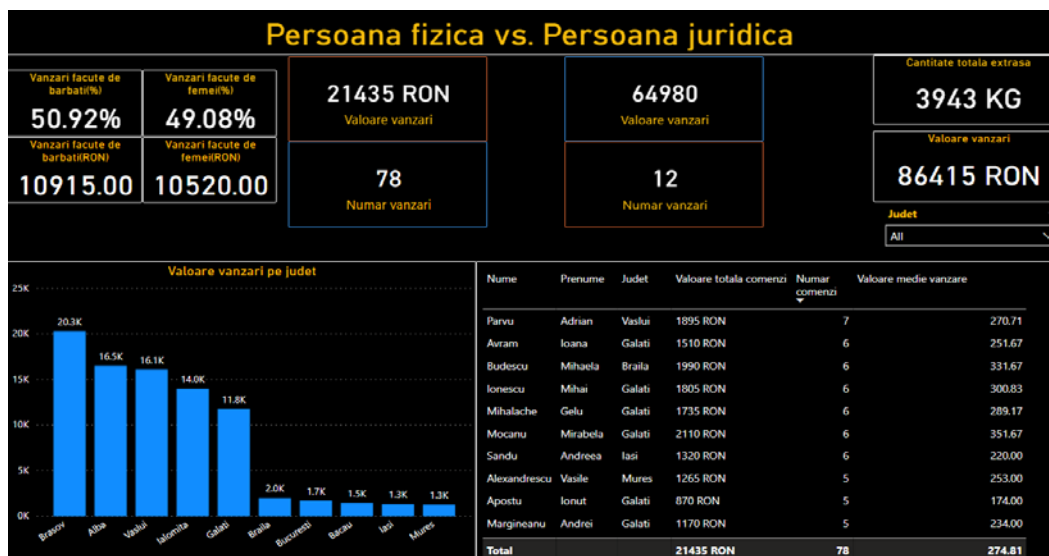 Persoana fizica vs. Persoana juridica
Vanzari facute de
barbati(%)
50.92%
Vanzari facute de
femei(%)
49.08%
Vanzari facute de
barbati(RON)
10915.00
Vanzari facute de
femei(RON)
10520.00
21435 RON
Valoare vanzari
78
Numar vanzari
64980
Valoare vanzari
12
Numar vanzari
Cantitate totala extrasa
3943 KG
Valoare vanzari
86415 RON
Judet
All
Valoare vanzari pe judet
25K
20K
15K
10K
5K
0K
20.3K
16.5K
16.1K
14.0K
11.8K
2.0K
1.7K
1.5K
1.3K
1.3K
Brasov
Alba
Vaslui
Ialomita
Galati
Braila
Bucuresti
Bacau
Iasi
Mures
Nume Prenume Judet Valoare totala comenzi Numar comenzi Valoare medie vanzare
Parvu Adrian Vaslui 1895 RON 7 270.71
Avram Ioana Galati 1510 RON 6 251.67
Budescu Mihaela Braila 1990 RON 6 331.67
Ionescu Mihai Galati 1805 RON 6 300.83
Mihalache Gelu Galati 1735 RON 6 289.17
Mocanu Mirabela Galati 2110 RON 6 351.67
Sandu Andreea Iasi 1320 RON 6 220.00
Alexandrescu Vasile Mures 1265 RON 5 253.00
Apostu Ionut Galati 870 RON 5 174.00
Margineanu Andrei Galati 1170 RON 5 234.00
Total 21435 RON 78 274.81